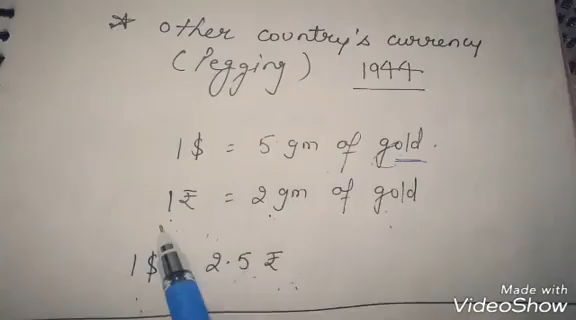 * other country's currency
(Pegging) 1944
1$ = 5 gm of gold.
1₹ = 2 gm of gold
1$ 2.5 ₹
Made with
VideoShow